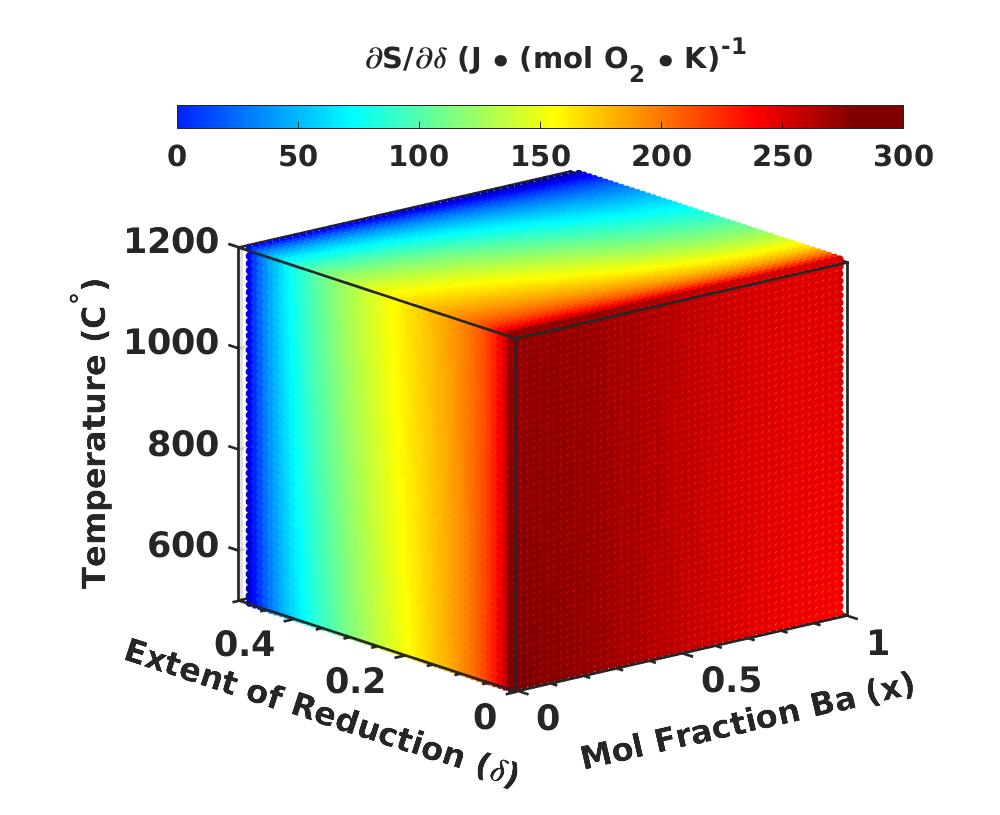 ∂S/∂δ (J • (mol O₂ • K)⁻¹
0 50 100 150 200 250 300
1200
1000
800
600
Temperature (C°)
0.4
0.2
0
Extent of Reduction (δ)
0
0.5
1
Mol Fraction Ba (x)